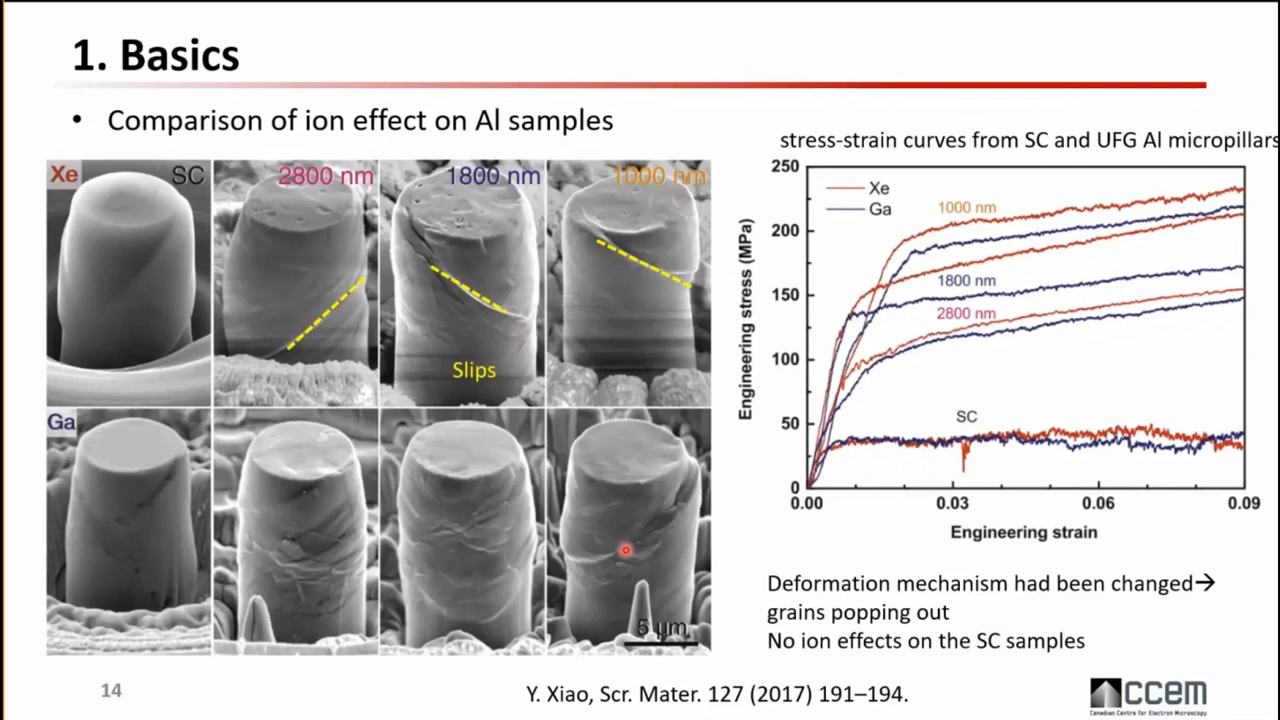 1. Basics
• Comparison of ion effect on Al samples
stress-strain curves from SC and UFG Al micropillars
Xe
SC
2800 nm
1800 nm
1000 nm
Slips
Ga
5 µm
250
200
150
100
50
0
0.00
0.03
0.06
0.09
Engineering stress (MPa)
Engineering strain
Xe
Ga
1000 nm
1800 nm
2800 nm
SC
Deformation mechanism had been changed→
grains popping out
No ion effects on the SC samples
14
Y. Xiao, Scr. Mater. 127 (2017) 191–194.
ccem
Canadian Centre for Electron Microscopy